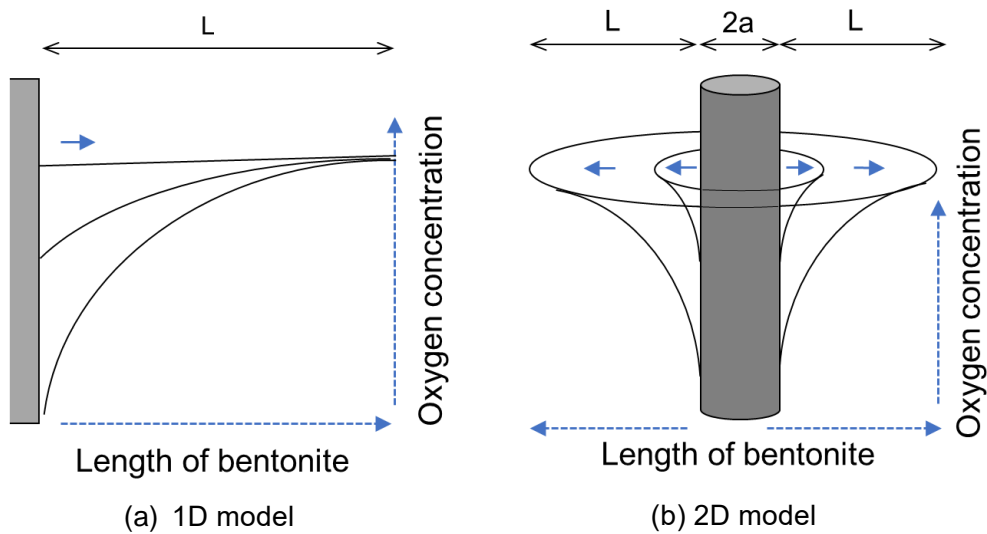 L
Oxygen concentration
Length of bentonite
(a) 1D model
L 2a L
Oxygen concentration
Length of bentonite
(b) 2D model